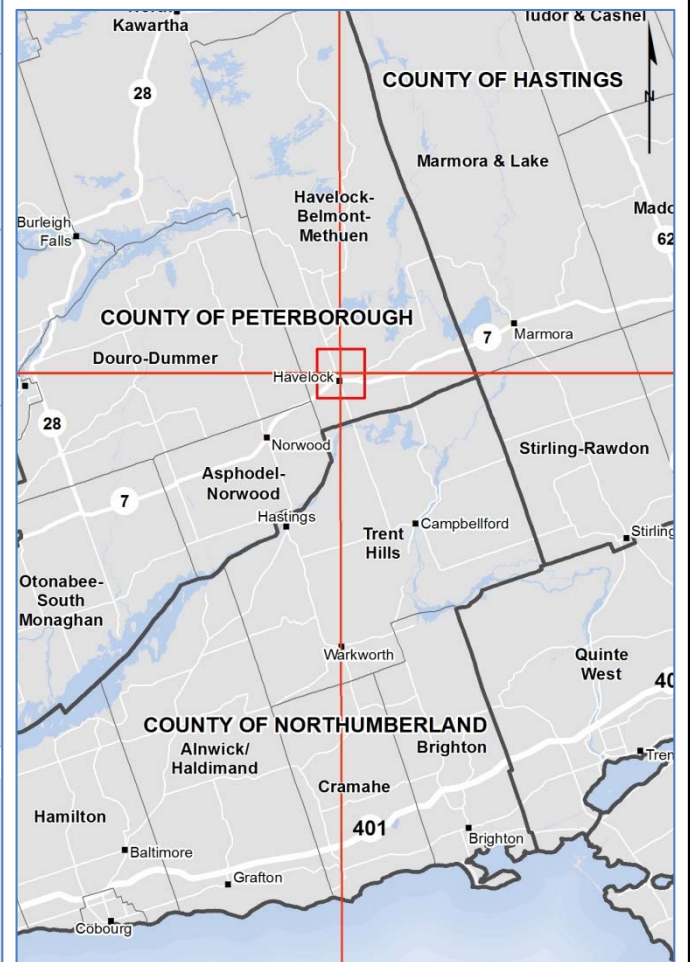 Kawartha
Tudor & Cashel
COUNTY OF HASTINGS
N
28
Marmora & Lake
Havelock-
Belmont-
Methuen
Mado
62
Burleigh
Falls
COUNTY OF PETERBOROUGH
7
Marmora
Douro-Dummer
Havelock
28
Norwood
Stirling-Rawdon
Asphodel-
Norwood
7
Hastings
Campbellford
Trent
Hills
Stirling
Otonabee-
South
Monaghan
Warkworth
Quinte
West
40
COUNTY OF NORTHUMBERLAND
Alnwick/
Haldimand
Brighton
Tren
Cramahe
Hamilton
401
Brighton
Baltimore
Grafton
Cobourg